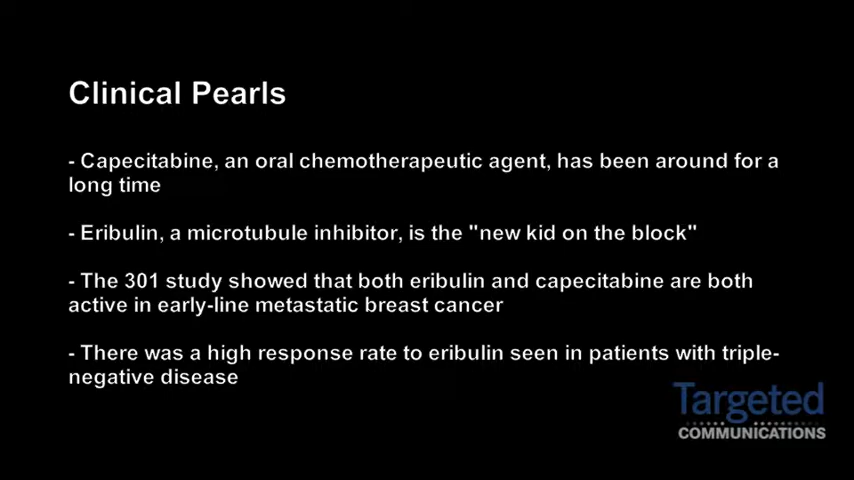 Clinical Pearls
- Capecitabine, an oral chemotherapeutic agent, has been around for a
long time
- Eribulin, a microtubule inhibitor, is the "new kid on the block"
- The 301 study showed that both eribulin and capecitabine are both
active in early-line metastatic breast cancer
- There was a high response rate to eribulin seen in patients with triple-
negative disease
Targeted
COMMUNICATIONS